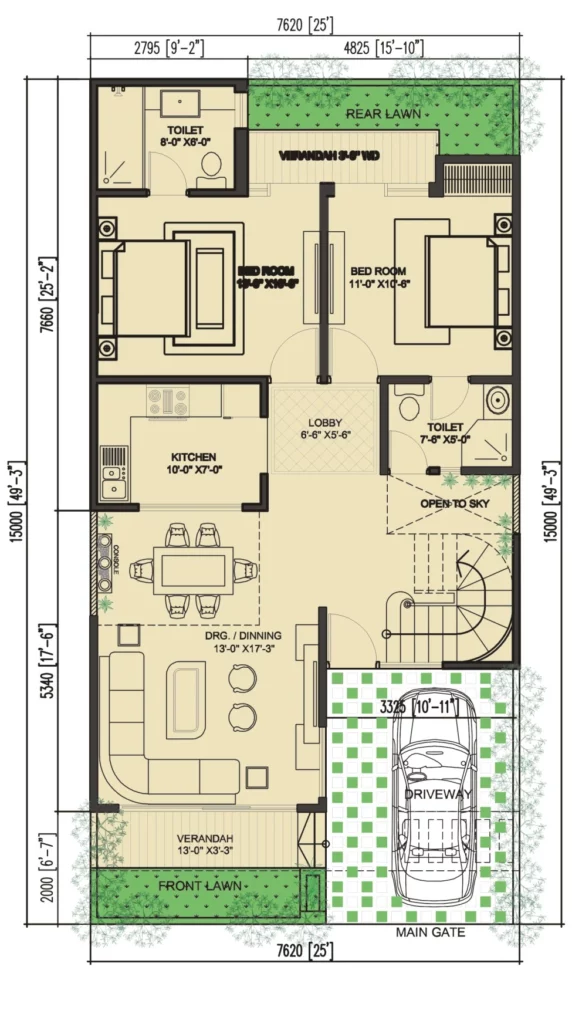 7620 [25']
2795 [9'-2"]
4825 [15'-10"]
REAR LAWN
TOILET
8'-0" X6'-0"
VERANDAH 3'-6" WD
7660 [25'-2"]
BED ROOM
BED ROOM
11'-0" X10'-6"
LOBBY
6'-6" X5'-6"
TOILET
7'-6" X5'-0"
KITCHEN
10'-0" X7'-0"
15000 [49'-3"]
15000 [49'-3"]
OPEN TO SKY
CONSOLE
DRG. / DINNING
13'-0" X17'-3"
5340 [17'-6"]
3325 [10'-11"]
DRIVEWAY
VERANDAH
13'-0" X3'-3"
2000 [6'-7"]
FRONT LAWN
MAIN GATE
7620 [25']